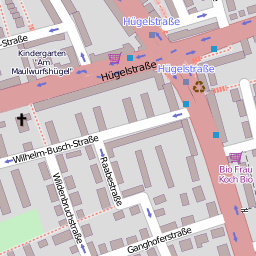 Hügelstraße
-Straße
Kindergarten
"Am
Maulwurfshügel"
Hügelstraße
Hügelstraße
Wilhelm-Busch-Straße
Raabestraße
Wildenbruchstraße
Bio Frau
Koch Bio
Ganghoferstraße